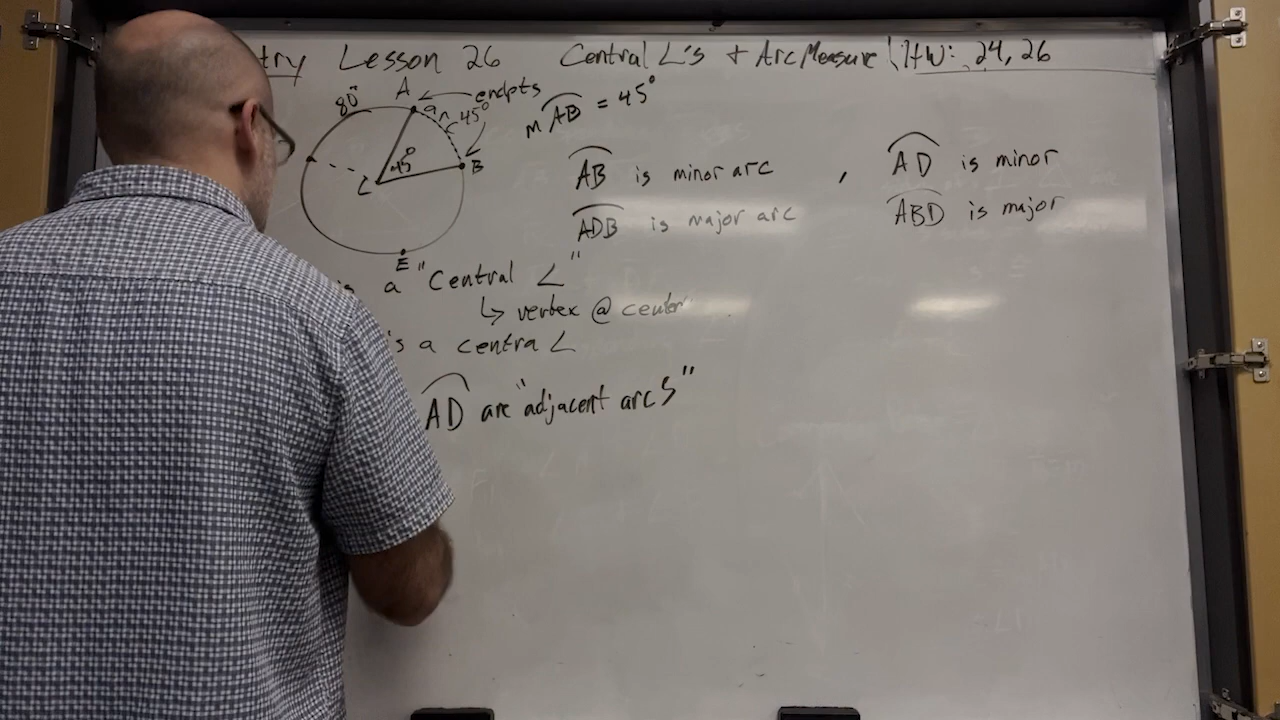 try Lesson 26 Central ∠'s + Arc Measure | HW: 24, 26
80°
A
endpts
arc
45°
m AB = 45°
45°
B
C
E
AB is minor arc , AD is minor
ADB is major arc ABD is major
is a "Central ∠"
↳ vertex @ center
is a central ∠
AD are "adjacent arcs"